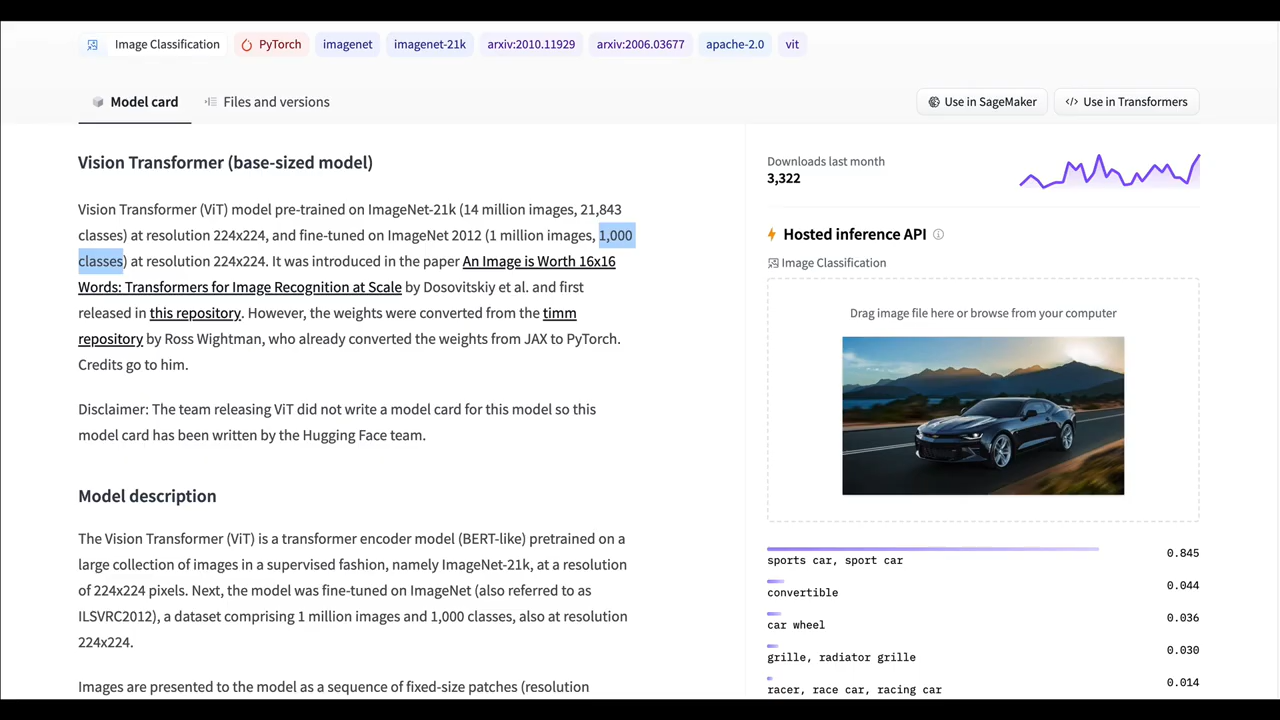 Image Classification PyTorch imagenet imagenet-21k arxiv:2010.11929 arxiv:2006.03677 apache-2.0 vit
Model card Files and versions Use in SageMaker Use in Transformers
Vision Transformer (base-sized model)
Vision Transformer (ViT) model pre-trained on ImageNet-21k (14 million images, 21,843
classes) at resolution 224x224, and fine-tuned on ImageNet 2012 (1 million images, 1,000
classes) at resolution 224x224. It was introduced in the paper An Image is Worth 16x16
Words: Transformers for Image Recognition at Scale by Dosovitskiy et al. and first
released in this repository. However, the weights were converted from the timm
repository by Ross Wightman, who already converted the weights from JAX to PyTorch.
Credits go to him.
Disclaimer: The team releasing ViT did not write a model card for this model so this
model card has been written by the Hugging Face team.
Model description
The Vision Transformer (ViT) is a transformer encoder model (BERT-like) pretrained on a
large collection of images in a supervised fashion, namely ImageNet-21k, at a resolution
of 224x224 pixels. Next, the model was fine-tuned on ImageNet (also referred to as
ILSVRC2012), a dataset comprising 1 million images and 1,000 classes, also at resolution
224x224.
Images are presented to the model as a sequence of fixed-size patches (resolution
Downloads last month
3,322
Hosted inference API
Image Classification
Drag image file here or browse from your computer
sports car, sport car 0.845
convertible 0.044
car wheel 0.036
grille, radiator grille 0.030
racer, race car, racing car 0.014